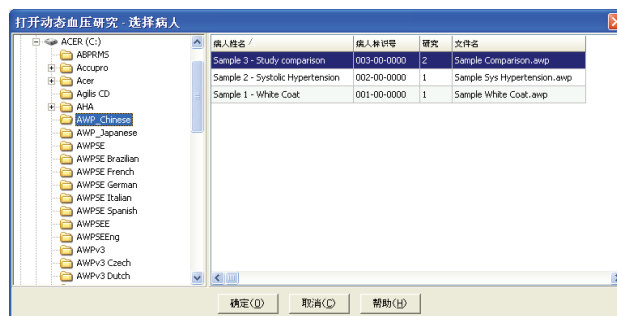 打开动态血压研究 - 选择病人
ACER (C:)
ABPRMS
Accupro
Acer
Agilis CD
AHA
AWP_Chinese
AWP_Japanese
AWPSE
AWPSE Brazilian
AWPSE French
AWPSE German
AWPSE Italian
AWPSE Spanish
AWPSEE
AWPSEEng
AWPv3
AWPv3 Czech
AWPv3 Dutch
病人姓名 病人标识号 研究 文件名
Sample 3 - Study comparison 003-00-0000 2 Sample Comparison.awp
Sample 2 - Systolic Hypertension 002-00-0000 1 Sample Sys Hypertension.awp
Sample 1 - White Coat 001-00-0000 1 Sample White Coat.awp
确定(O) 取消(C) 帮助(H)